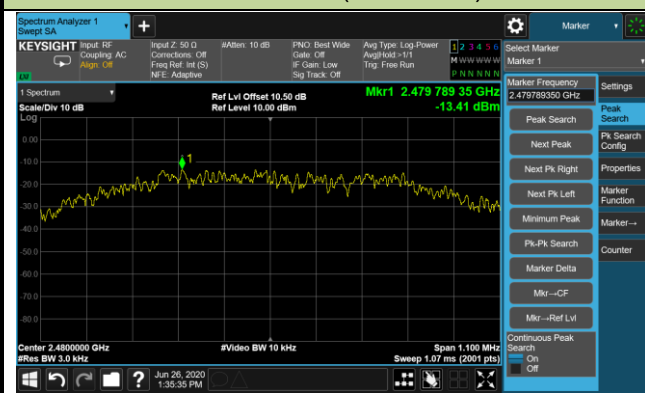 Spectrum Analyzer 1
Swept SA
+
Marker
KEYSIGHT
Input: RF
Coupling: AC
Align: Off
Input Z: 50 Ω
Corrections: Off
Freq Ref: Int (S)
NFE: Adaptive
#Atten: 10 dB
PNO: Best Wide
Gate: Off
IF Gain: Low
Sig Track: Off
Avg Type: Log-Power
Avg|Hold:>1/1
Trig: Free Run
1 2 3 4 5 6
M W W W W W
P N N N N N
Select Marker
Marker 1
LXI
1 Spectrum
Scale/Div 10 dB
Ref Lvl Offset 10.50 dB
Ref Level 10.00 dBm
Mkr1 2.479 789 35 GHz
-13.41 dBm
Log
0.00
-10.0
-20.0
-30.0
-40.0
-50.0
-60.0
-70.0
-80.0
1
Center 2.4800000 GHz
#Res BW 3.0 kHz
#Video BW 10 kHz
Span 1.100 MHz
Sweep 1.07 ms (2001 pts)
Marker Frequency
2.479789350 GHz
Peak Search
Next Peak
Next Pk Right
Next Pk Left
Minimum Peak
Pk-Pk Search
Marker Delta
Mkr→CF
Mkr→Ref Lvl
Continuous Peak
Search
On
Off
Settings
Peak
Search
Pk Search
Config
Properties
Marker
Function
Marker→
Counter
?
Jun 26, 2020
1:35:35 PM